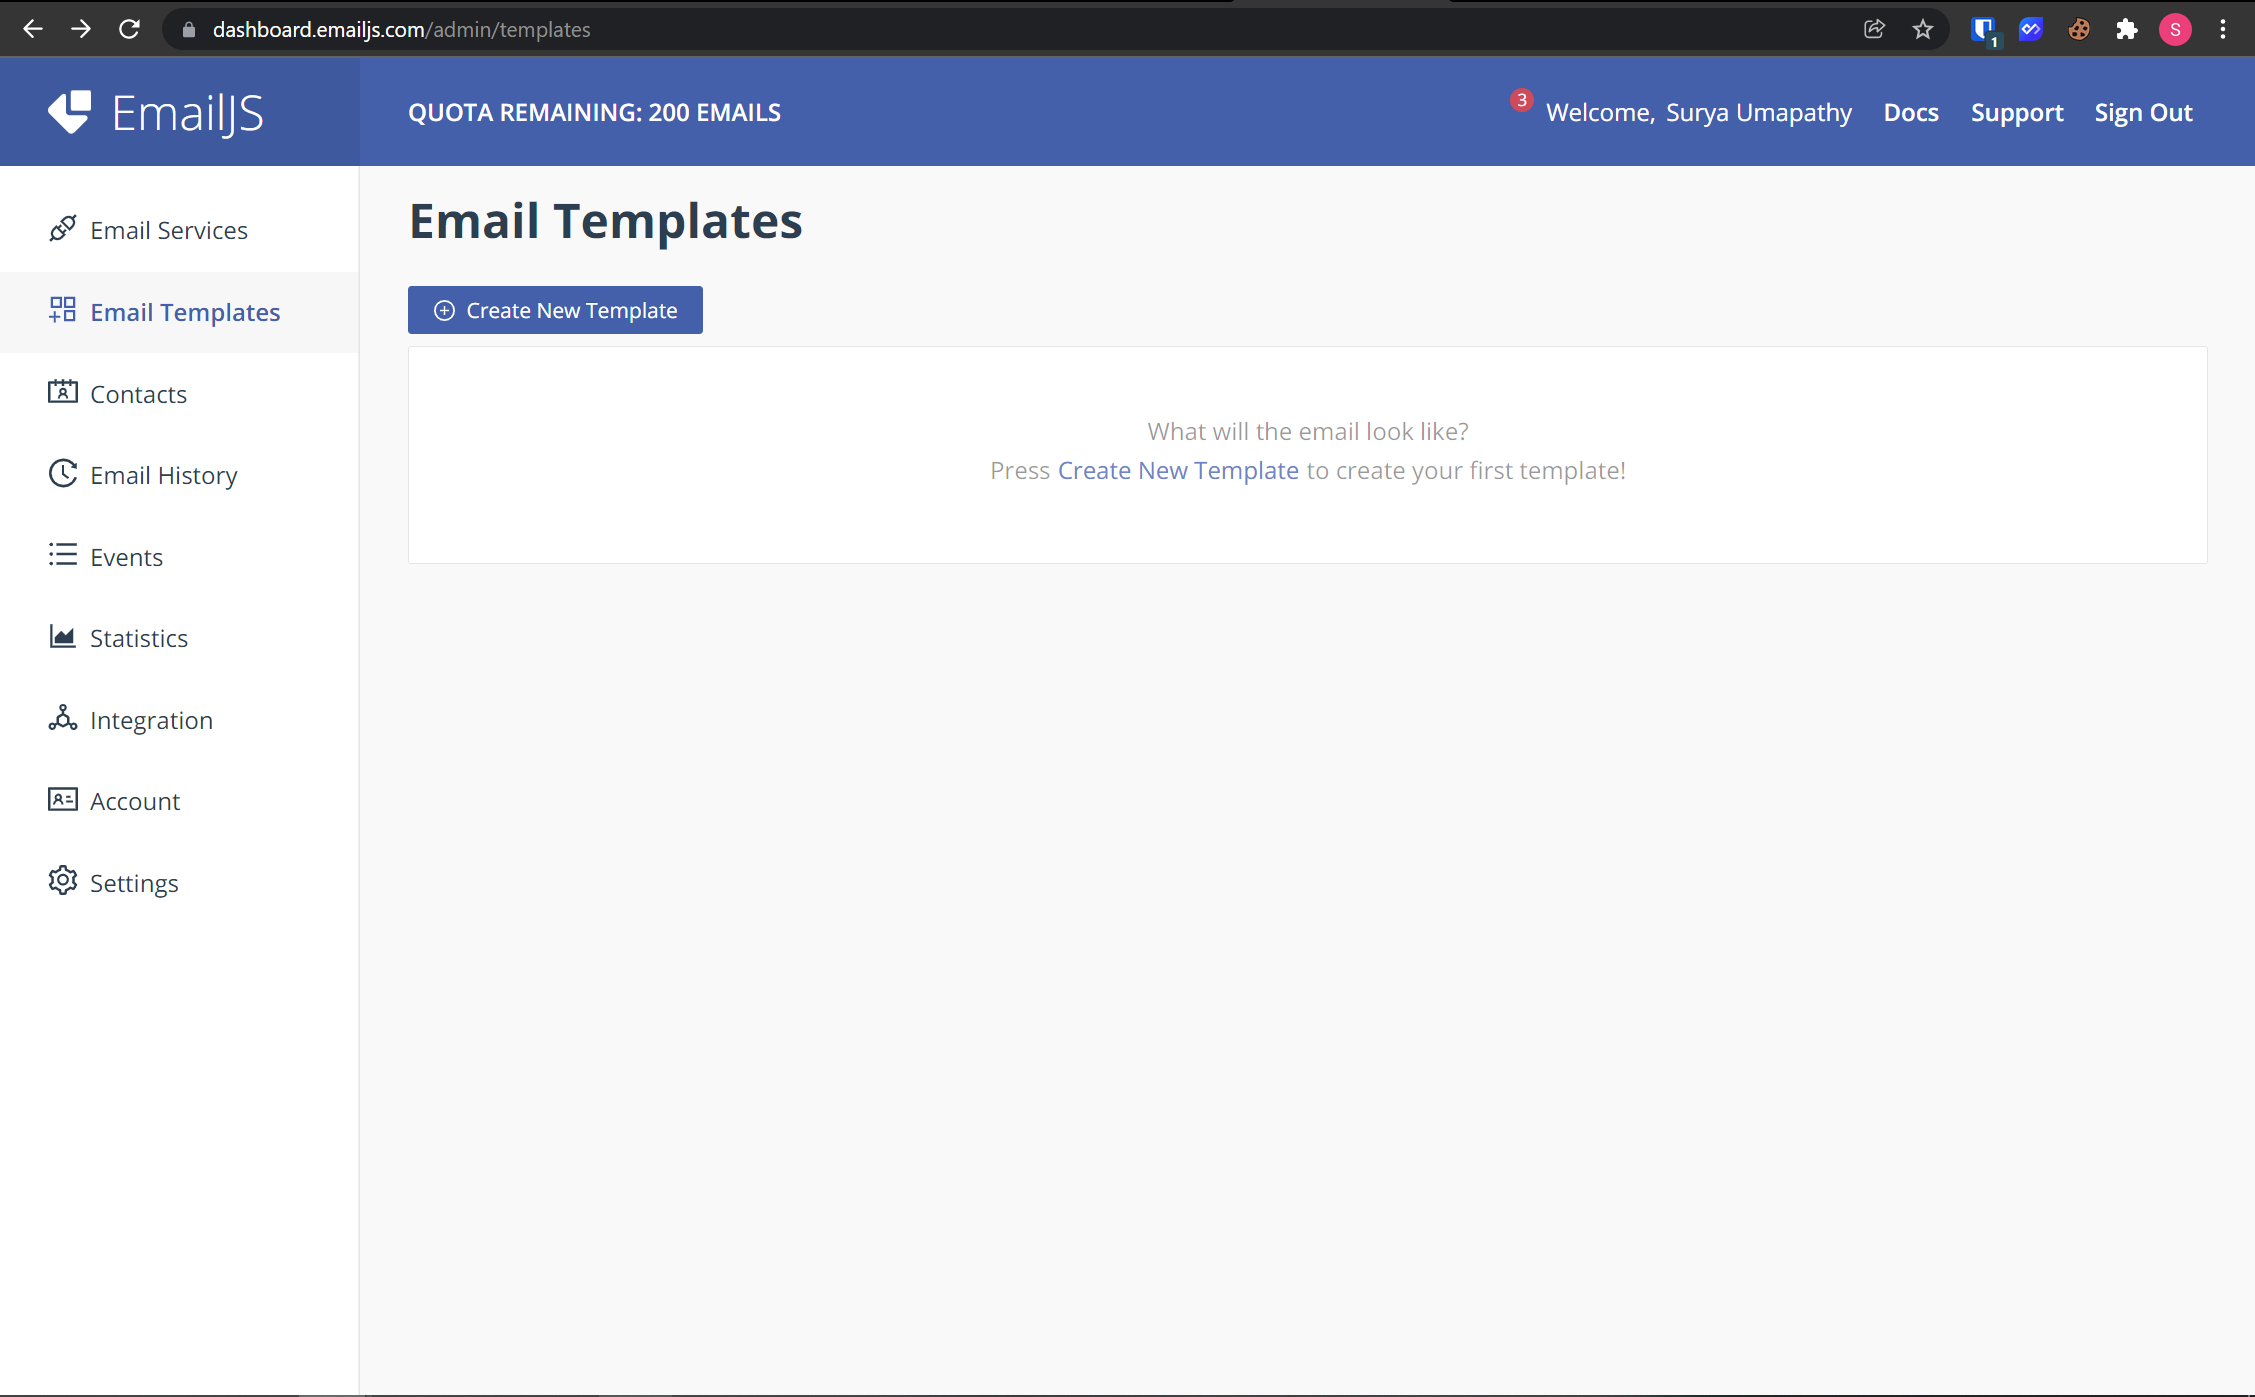 dashboard.emailjs.com/admin/templates
1
S
EmailJS
QUOTA REMAINING: 200 EMAILS
3
Welcome, Surya Umapathy
Docs
Support
Sign Out
Email Services
Email Templates
Contacts
Email History
Events
Statistics
Integration
Account
Settings
Email Templates
Create New Template
What will the email look like?
Press Create New Template to create your first template!